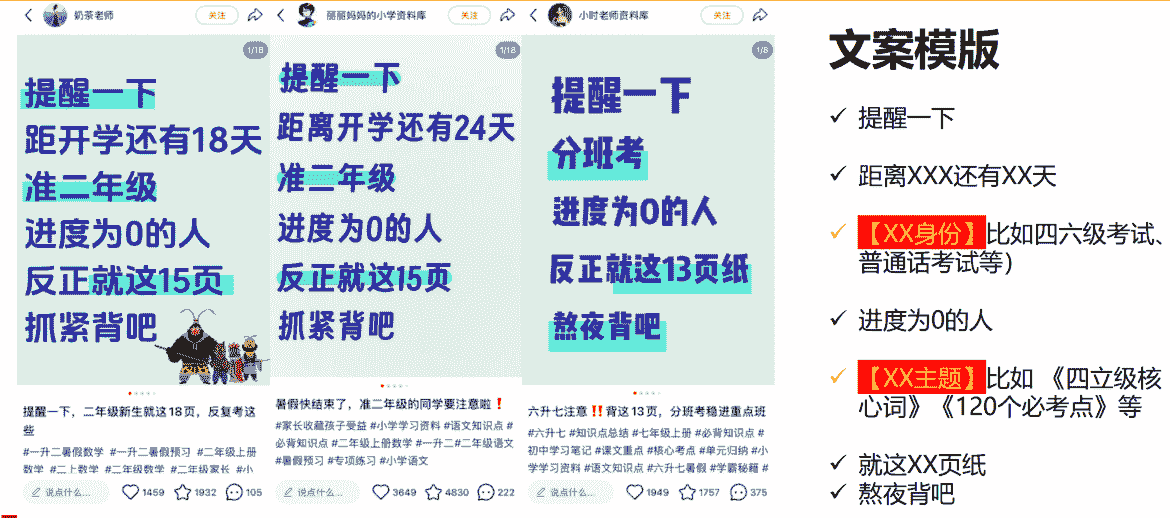 奶茶老师
关注
1/18
提醒一下
距开学还有18天
准二年级
进度为0的人
反正就这15页
抓紧背吧
提醒一下，二年级新生就这18页，反复考这
些
#一升二暑假数学 #一升二暑假预习 #二年级上册
数学 #二上数学 #二年级数学 #二年级家长 #小
说点什么...
1459
1932
105
丽丽妈妈的小学资料库
关注
1/18
提醒一下
距离开学还有24天
准二年级
进度为0的人
反正就这15页
抓紧背吧
暑假快结束了，准二年级的同学要注意啦❗
#家长收藏孩子受益 #小学学习资料 #语文知识点 #
必背知识点 #二年级上册数学 #一升二#二年级语文
#暑假预习 #专项练习 #小学语文
说点什么...
3649
4830
222
小时老师资料库
关注
1/8
提醒一下
分班考
进度为0的人
反正就这13页纸
熬夜背吧
六升七注意‼️背这13页，分班考稳进重点班
#六升七 #知识点总结 #七年级上册 #必背知识点 #
初中学习笔记 #课文重点 #核心考点 #单元归纳 #小
学学习资料 #语文知识点 #六升七暑假 #学霸秘籍 #
说点什么...
1949
1757
375
文案模版
✓ 提醒一下
✓ 距离XXX还有XX天
✓ 【XX身份】比如四六级考试、
普通话考试等）
✓ 进度为0的人
✓ 【XX主题】比如 《四立级核
心词》《120个必考点》等
✓ 就这XX页纸
✓ 熬夜背吧